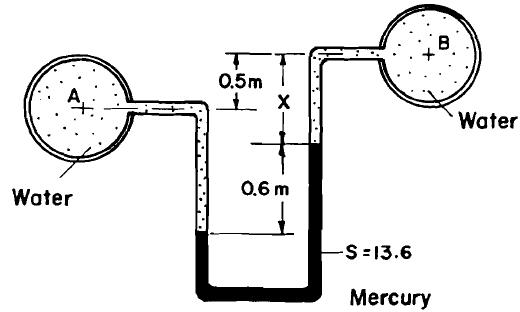 B
0.5m
A
X
Water
Water
0.6 m
S = 13.6
Mercury